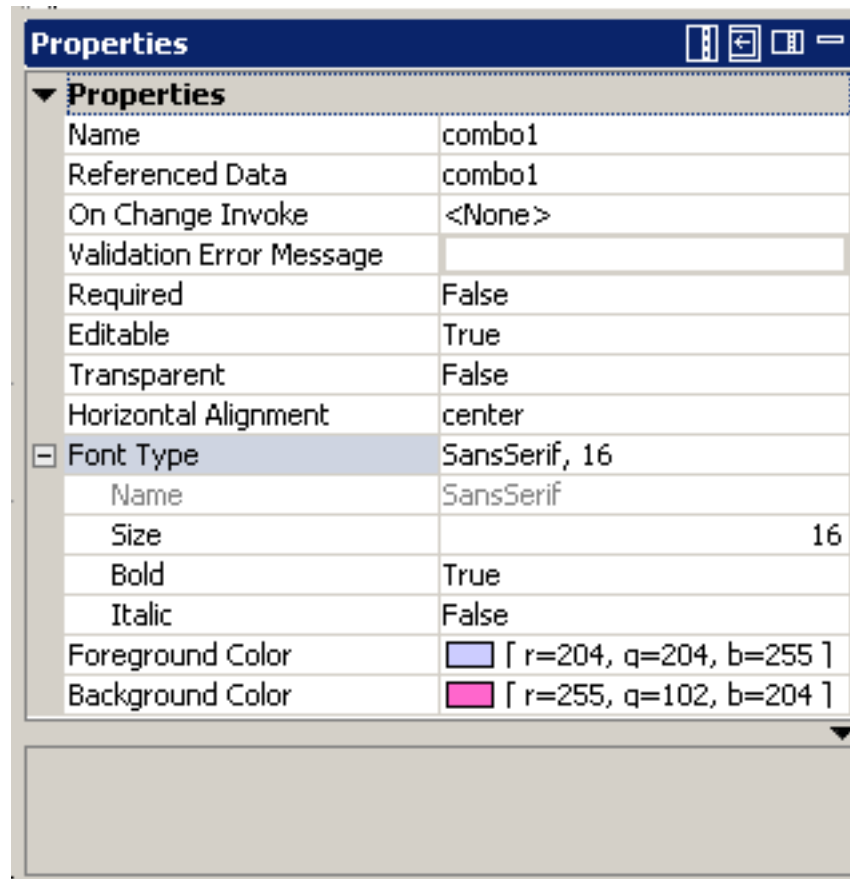 Properties
Properties
Name combo1
Referenced Data combo1
On Change Invoke <None>
Validation Error Message
Required False
Editable True
Transparent False
Horizontal Alignment center
Font Type SansSerif, 16
Name SansSerif
Size 16
Bold True
Italic False
Foreground Color [ r=204, g=204, b=255 ]
Background Color [ r=255, g=102, b=204 ]